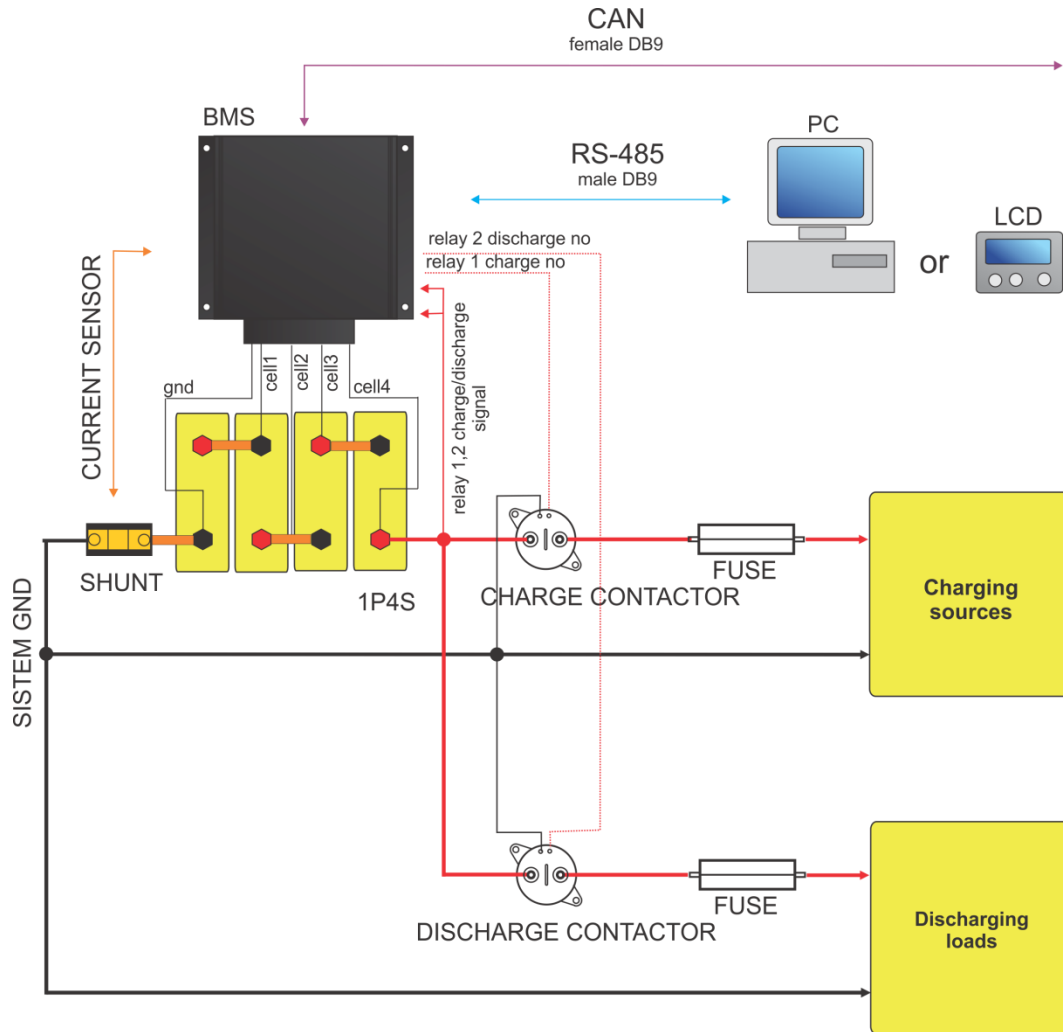 CAN
female DB9
BMS
PC
RS-485
male DB9
LCD
relay 2 discharge no
relay 1 charge no
or
CURRENT SENSOR
gnd
cell1
cell2
cell3
cell4
relay 1,2 charge/discharge
signal
SHUNT
1P4S
CHARGE CONTACTOR
FUSE
Charging
sources
SISTEM GND
DISCHARGE CONTACTOR
FUSE
Discharging
loads